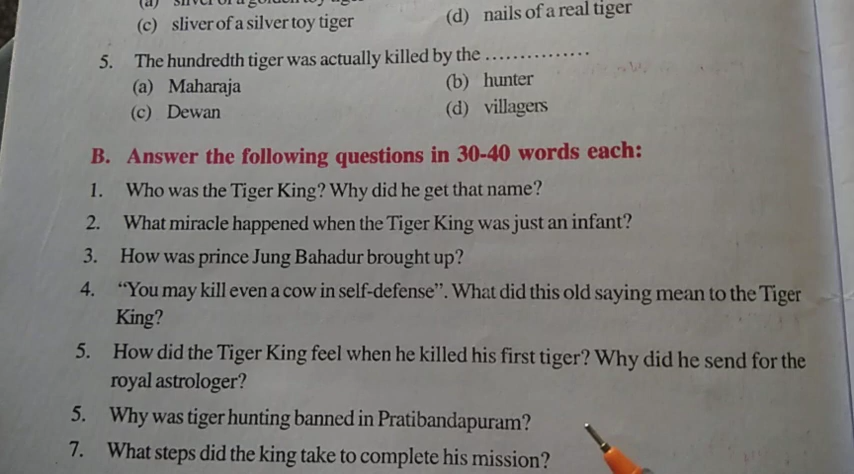 (c) sliver of a silver toy tiger (d) nails of a real tiger
5. The hundredth tiger was actually killed by the ...............
(a) Maharaja (b) hunter
(c) Dewan (d) villagers
B. Answer the following questions in 30-40 words each:
1. Who was the Tiger King? Why did he get that name?
2. What miracle happened when the Tiger King was just an infant?
3. How was prince Jung Bahadur brought up?
4. “You may kill even a cow in self-defense”. What did this old saying mean to the Tiger
King?
5. How did the Tiger King feel when he killed his first tiger? Why did he send for the
royal astrologer?
5. Why was tiger hunting banned in Pratibandapuram?
7. What steps did the king take to complete his mission?